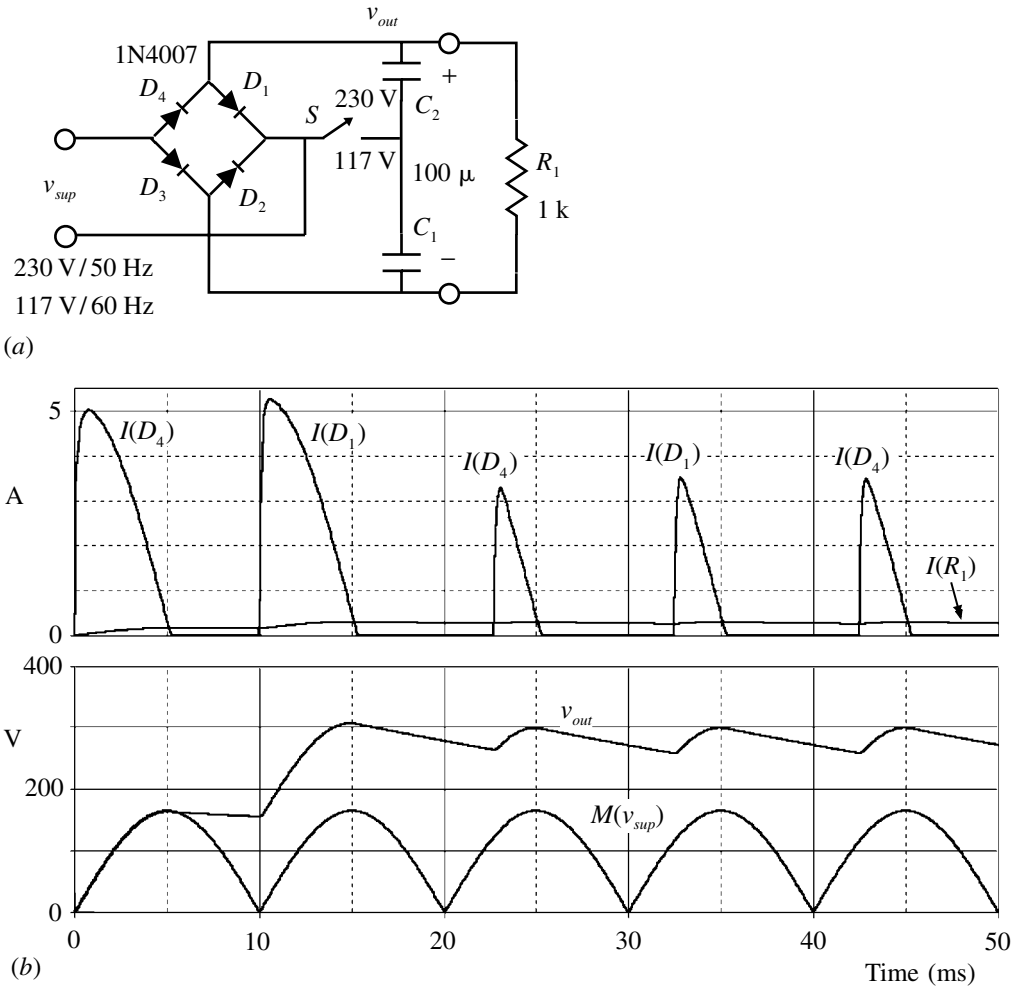 v_out
1N4007
D_4
D_1
S
230 V
+
C_2
117 V
100 µ
R_1
1 k
v_sup
D_3
D_2
C_1
−
230 V/50 Hz
117 V/60 Hz
(a)
5
A
0
I(D_4)
I(D_1)
I(D_4)
I(D_1)
I(D_4)
I(R_1)
400
V
200
0
v_out
M(v_sup)
0 10 20 30 40 50
(b)
Time (ms)